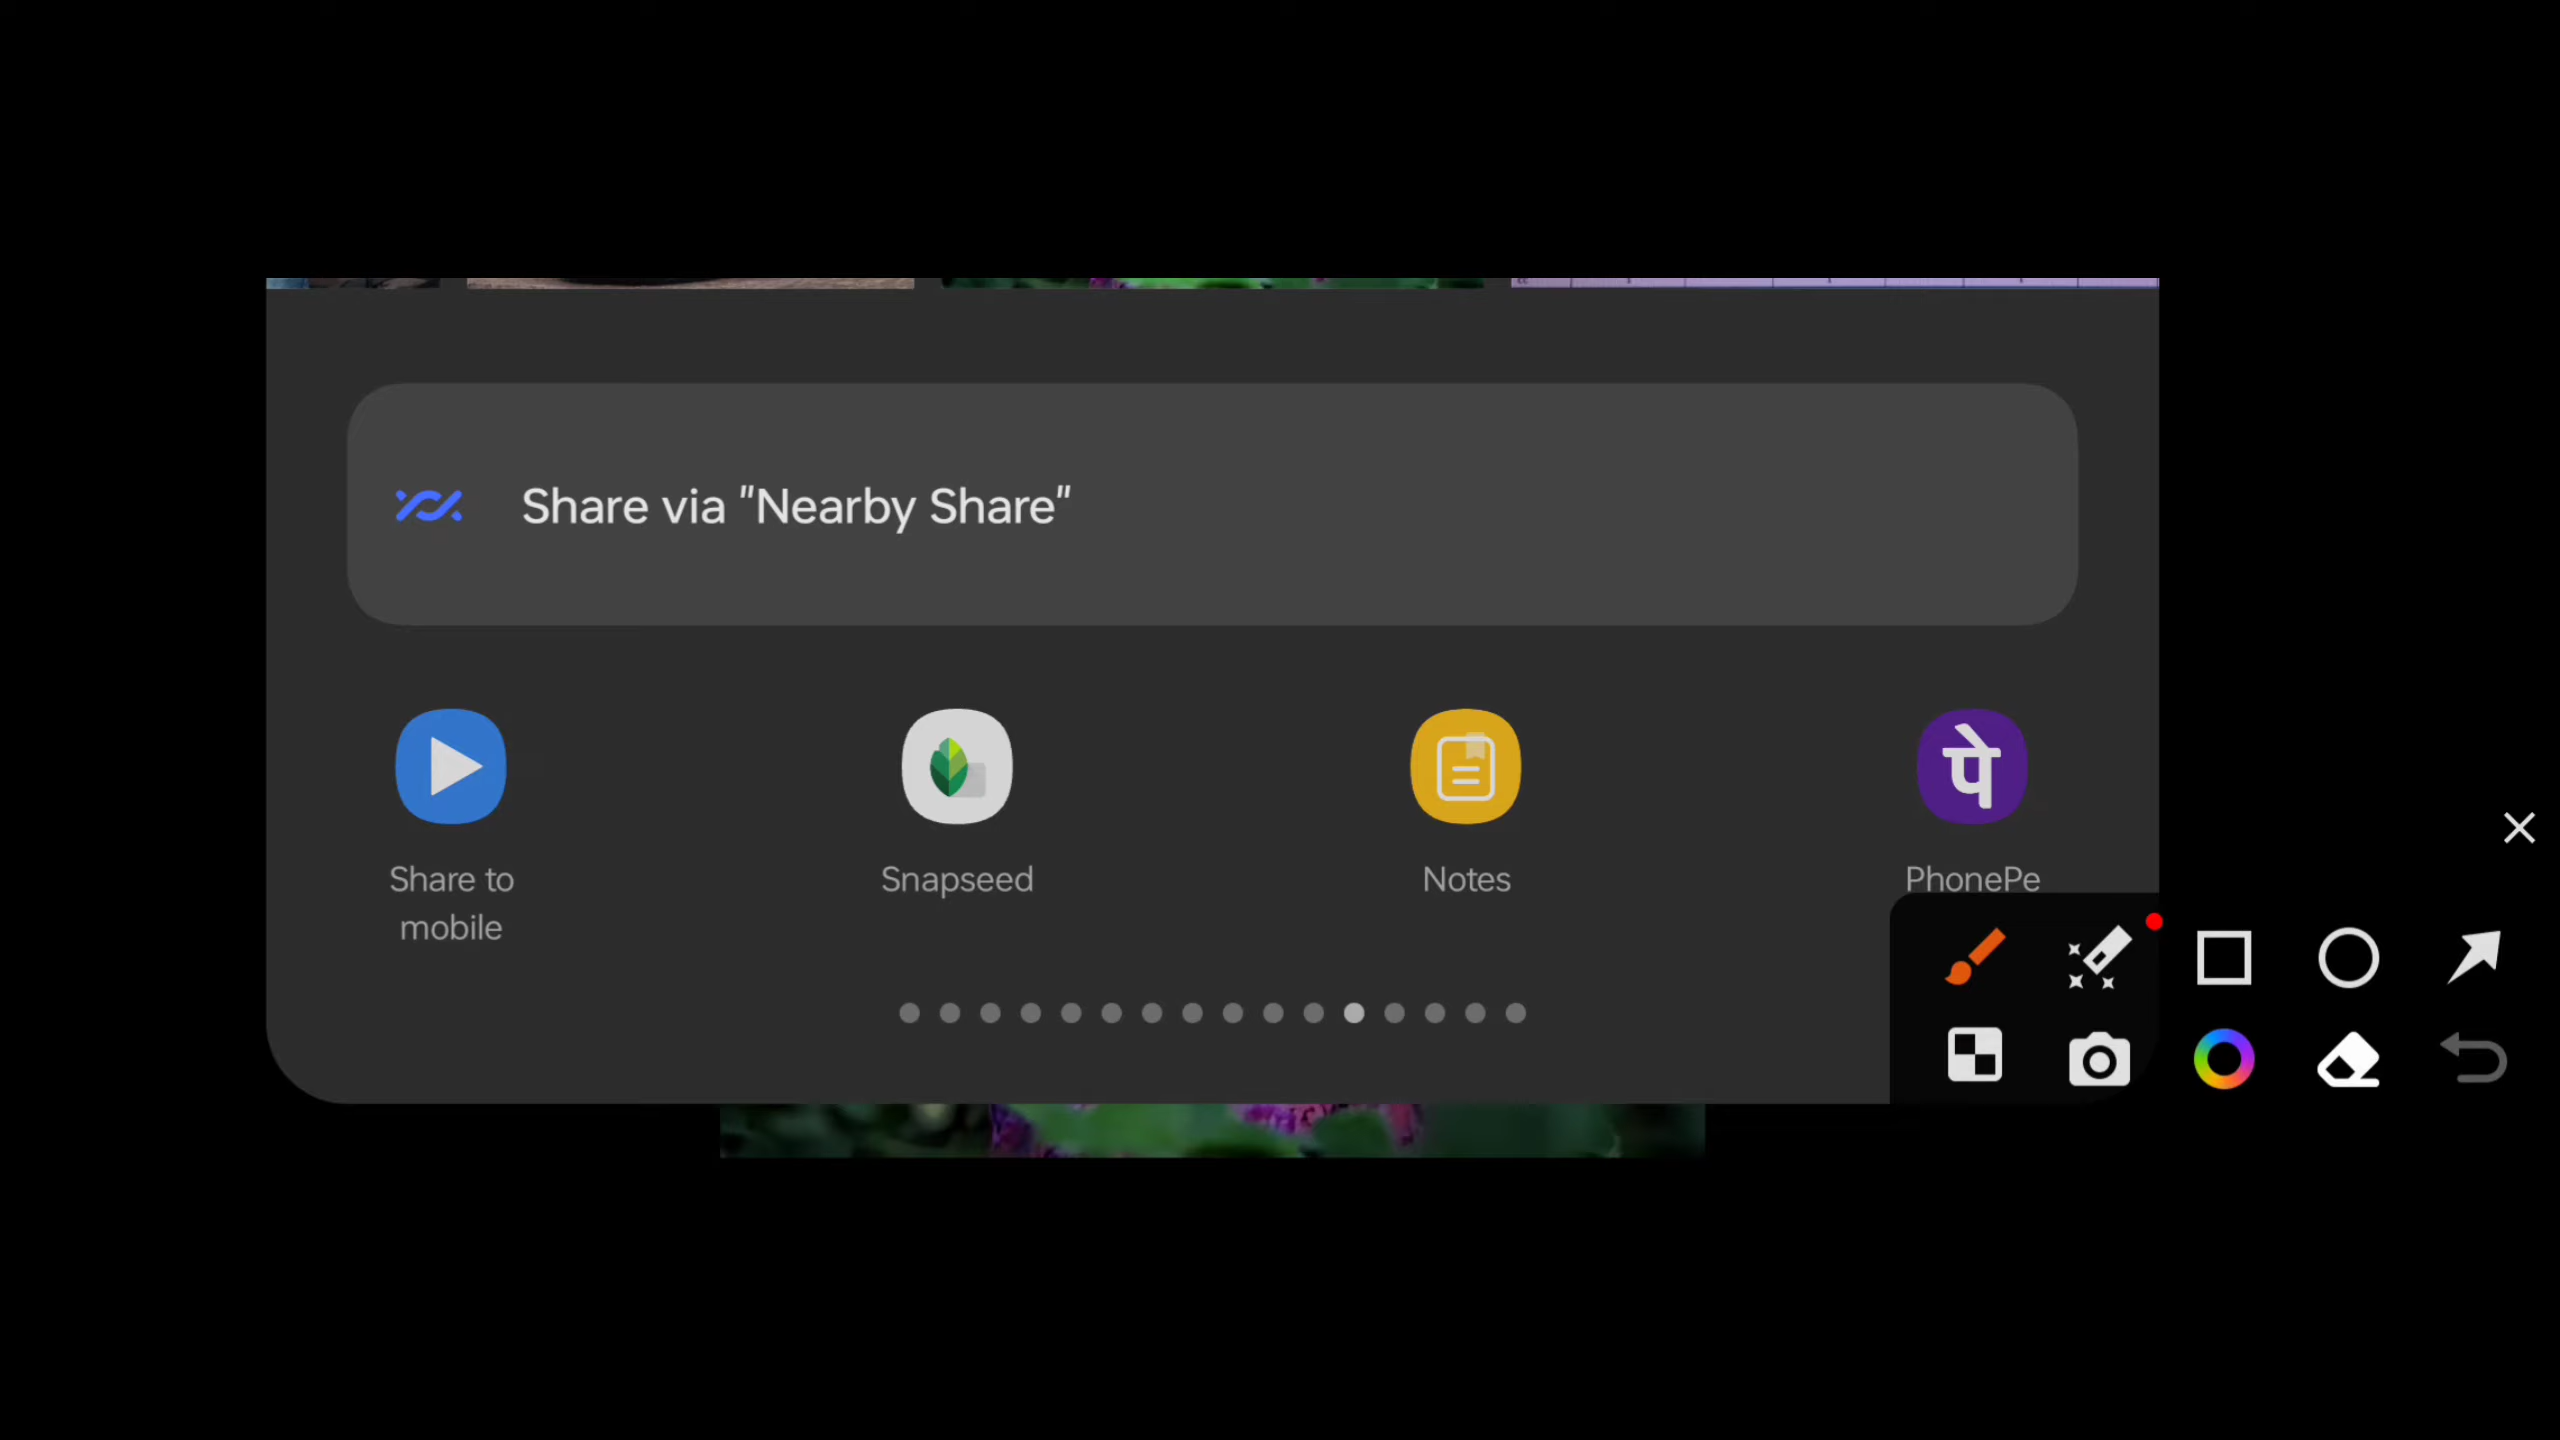 Share via "Nearby Share"
Share to
mobile
Snapseed
Notes
पे
PhonePe